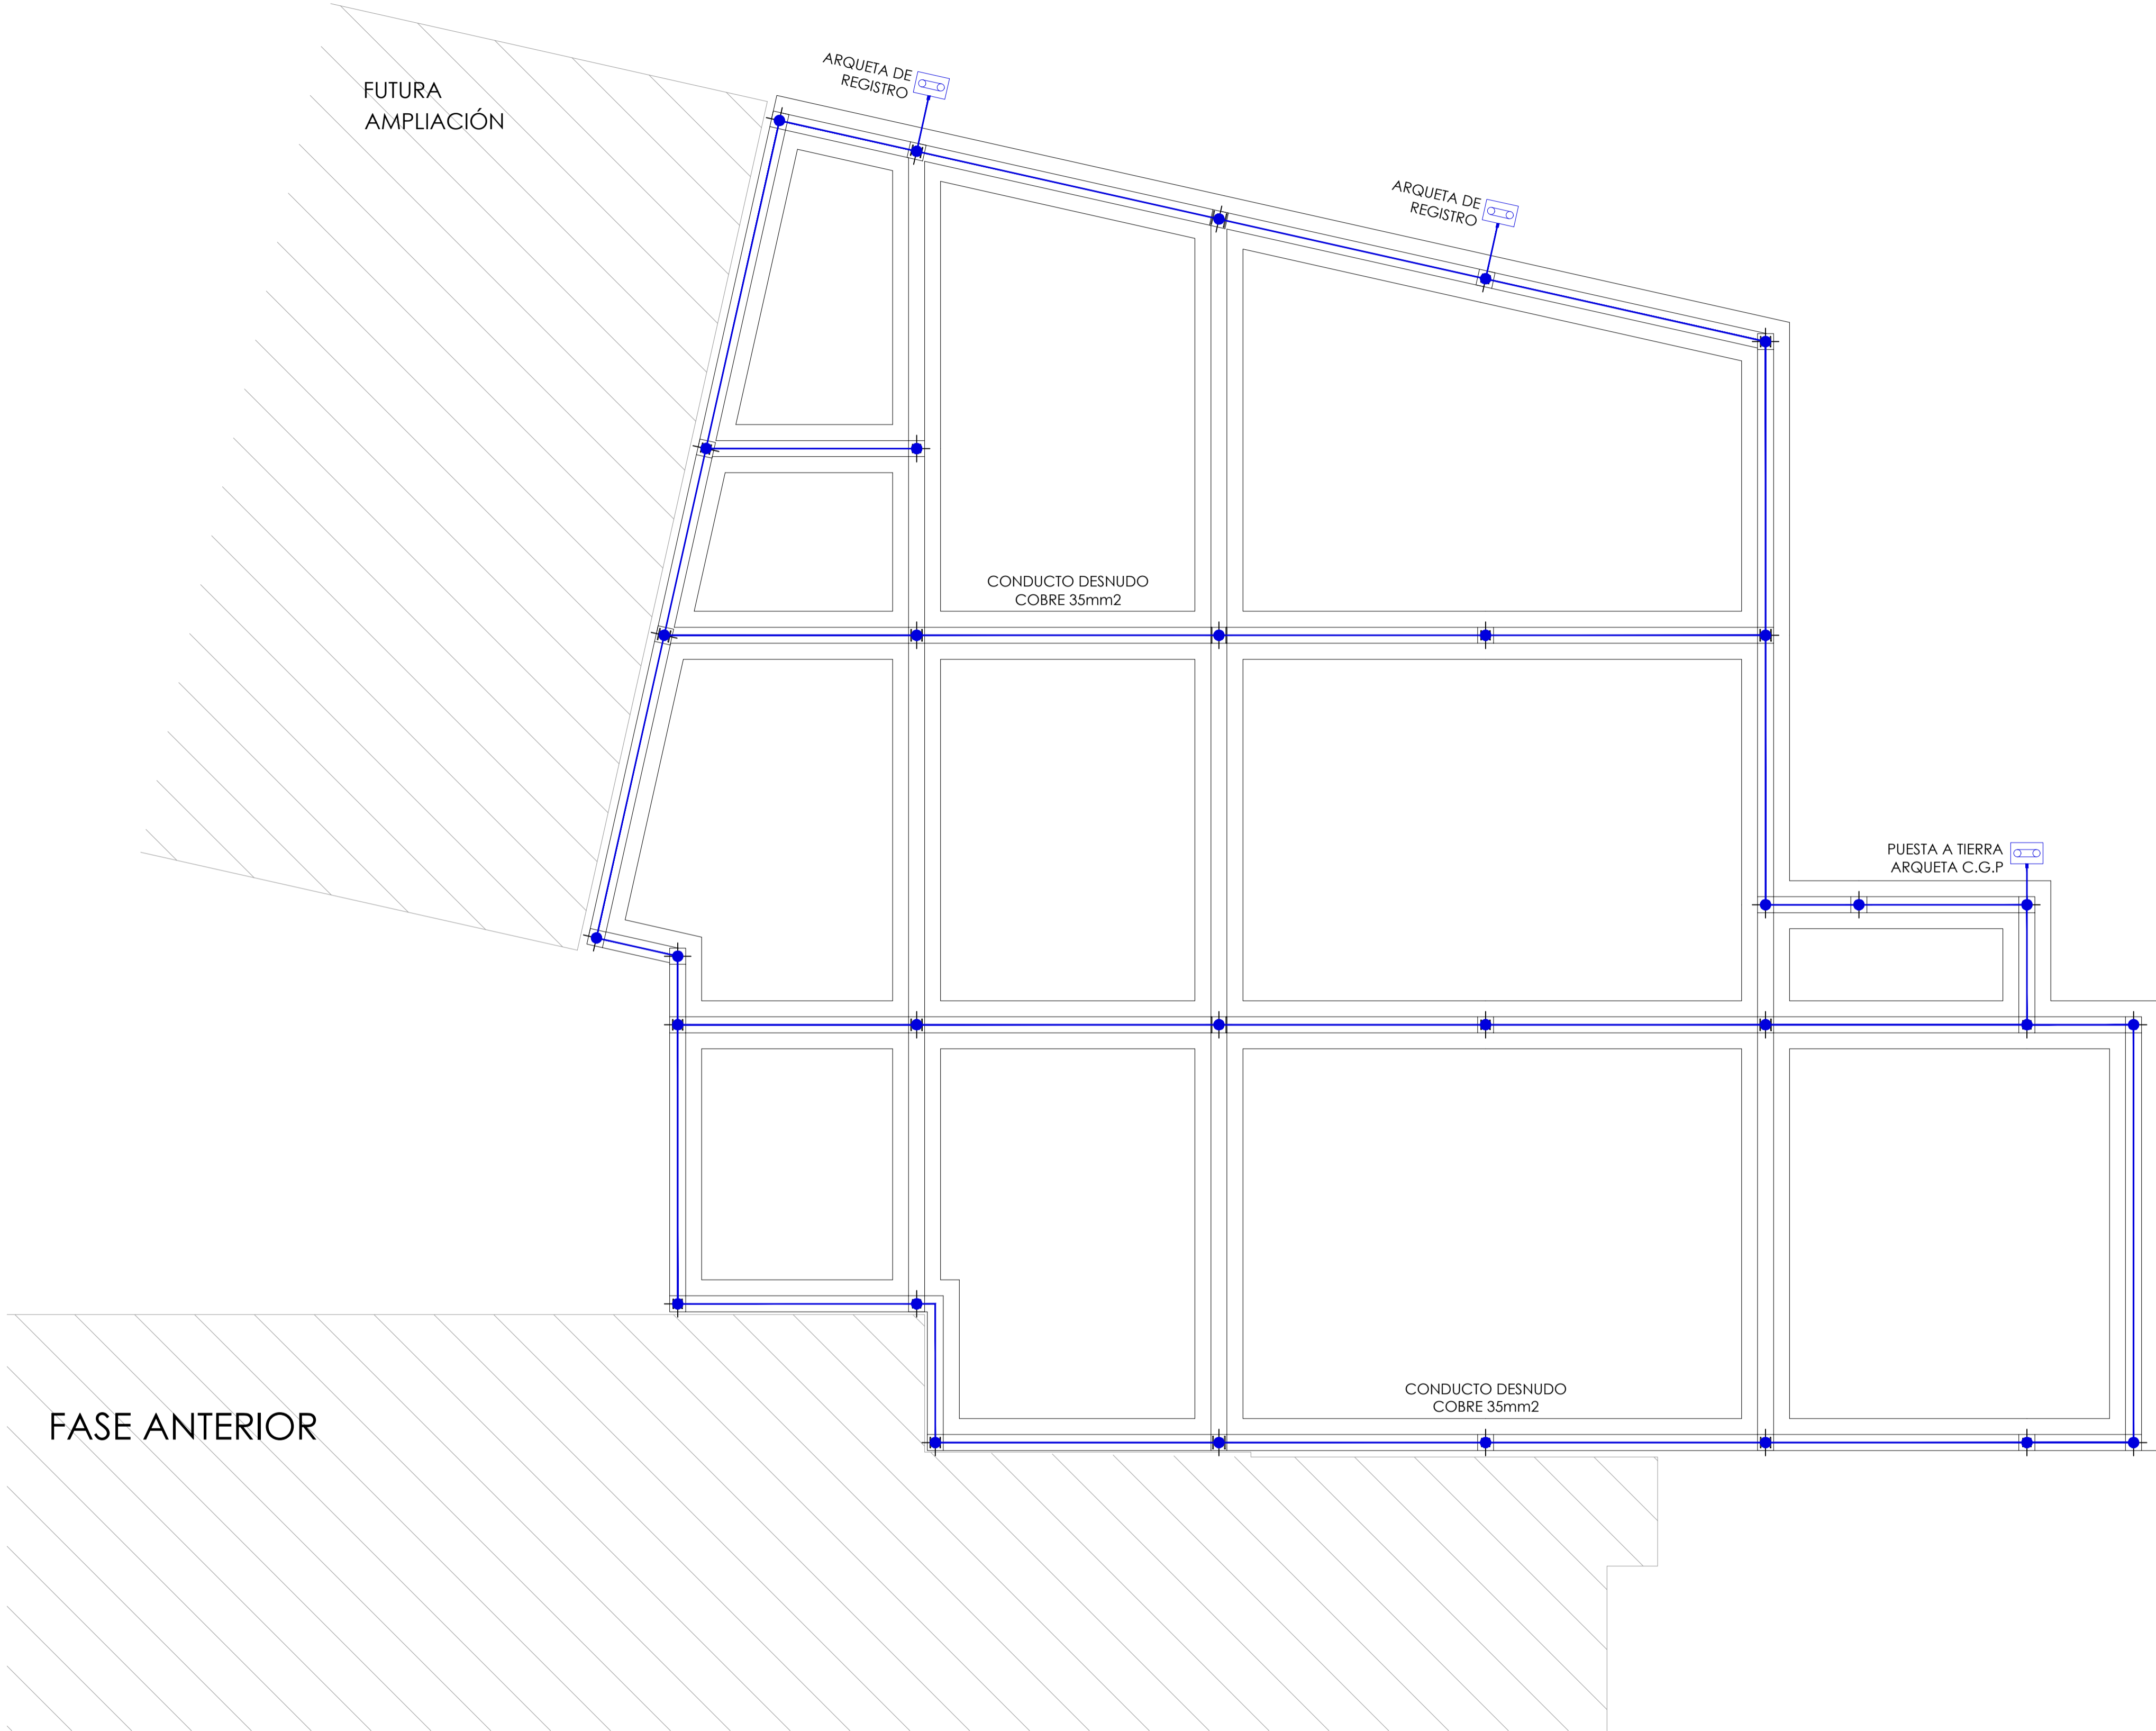 ARQUETA DE
REGISTRO
FUTURA
AMPLIACIÓN
ARQUETA DE
REGISTRO
CONDUCTO DESNUDO
COBRE 35mm2
PUESTA A TIERRA
ARQUETA C.G.P
CONDUCTO DESNUDO
COBRE 35mm2
FASE ANTERIOR